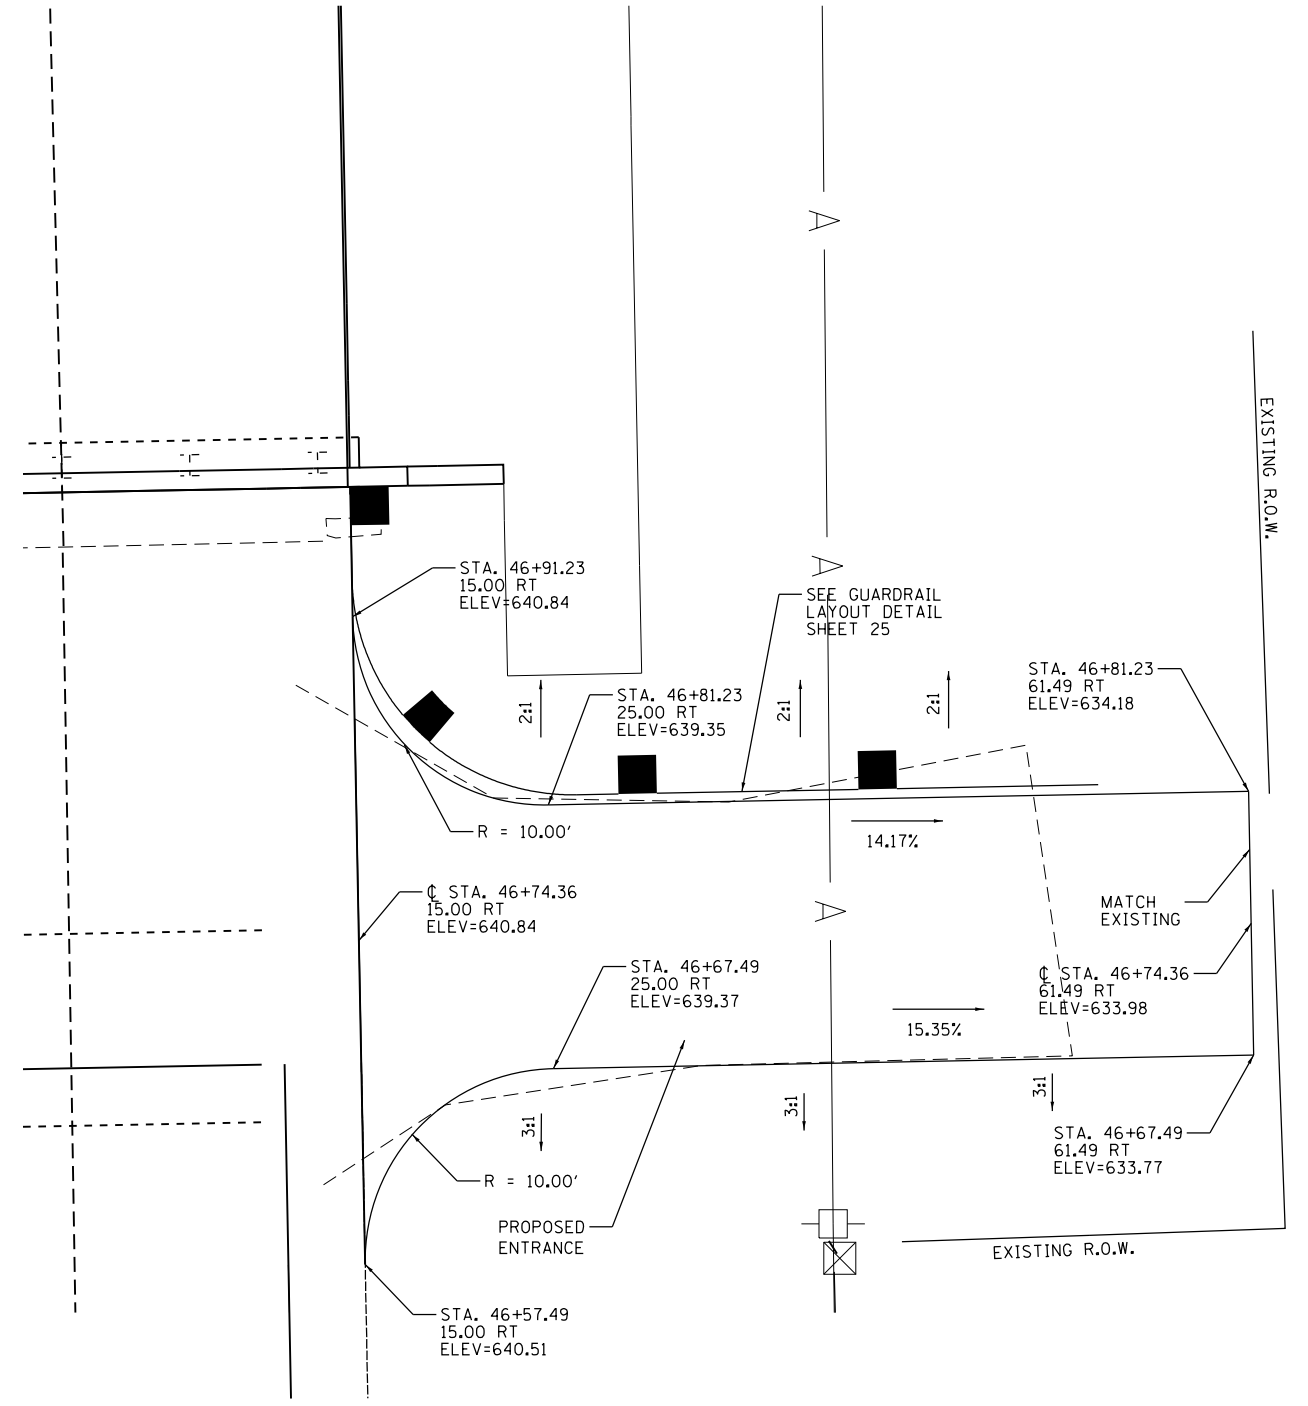 A
EXISTING R.O.W.
STA. 46+91.23
15.00 RT
ELEV=640.84
A
SEE GUARDRAIL
LAYOUT DETAIL
SHEET 25
STA. 46+81.23
61.49 RT
ELEV=634.18
STA. 46+81.23
25.00 RT
ELEV=639.35
2:1
2:1
2:1
R = 10.00'
14.17%
℄ STA. 46+74.36
15.00 RT
ELEV=640.84
A
MATCH
EXISTING
STA. 46+67.49
25.00 RT
ELEV=639.37
℄ STA. 46+74.36
61.49 RT
ELEV=633.98
15.35%
3:1
3:1
3:1
STA. 46+67.49
61.49 RT
ELEV=633.77
R = 10.00'
PROPOSED
ENTRANCE
EXISTING R.O.W.
STA. 46+57.49
15.00 RT
ELEV=640.51